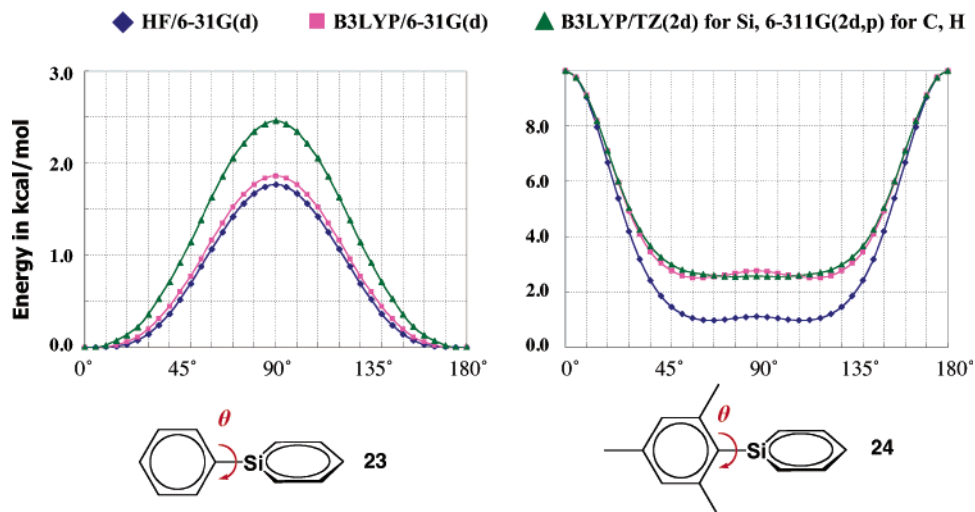 HF/6-31G(d) B3LYP/6-31G(d) B3LYP/TZ(2d) for Si, 6-311G(2d,p) for C, H
Energy in kcal/mol
3.0
2.0
1.0
0.0
0° 45° 90° 135° 180°
8.0
6.0
4.0
2.0
0.0
0° 45° 90° 135° 180°
θ
Si
23
θ
Si
24